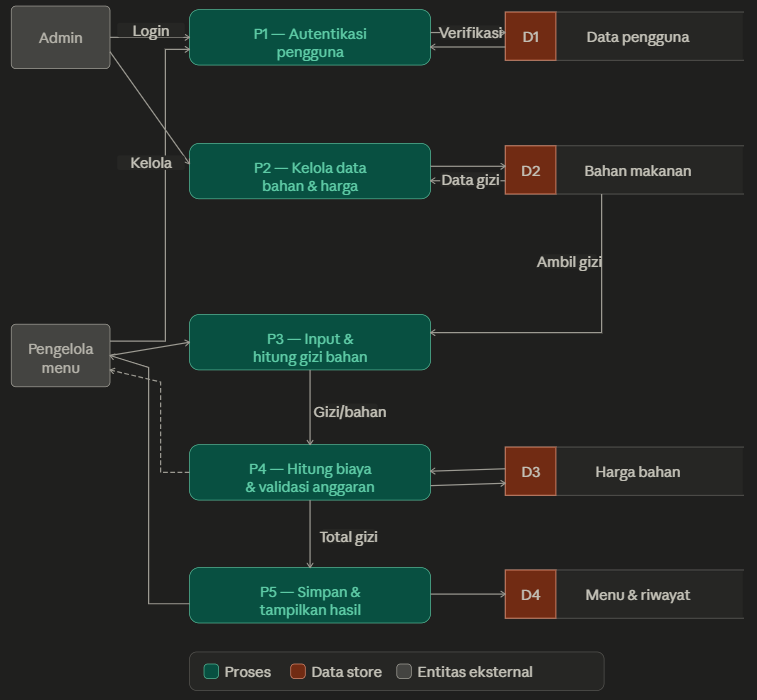 Admin
Login
P1 — Autentikasi
pengguna
Verifikasi
D1
Data pengguna
Kelola
P2 — Kelola data
bahan & harga
Data gizi
D2
Bahan makanan
Ambil gizi
Pengelola
menu
P3 — Input &
hitung gizi bahan
Gizi/bahan
P4 — Hitung biaya
& validasi anggaran
D3
Harga bahan
Total gizi
P5 — Simpan &
tampilkan hasil
D4
Menu & riwayat
Proses
Data store
Entitas eksternal